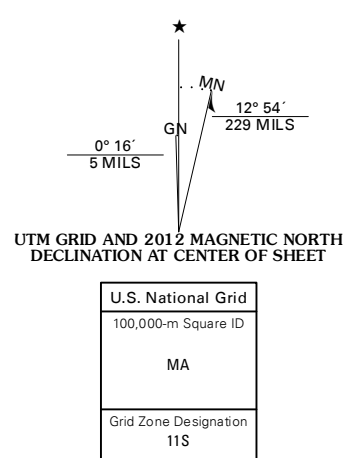 ★
MN
GN
12° 54´
229 MILS
0° 16´
5 MILS
UTM GRID AND 2012 MAGNETIC NORTH
DECLINATION AT CENTER OF SHEET
U.S. National Grid
100,000-m Square ID
MA
Grid Zone Designation
11S